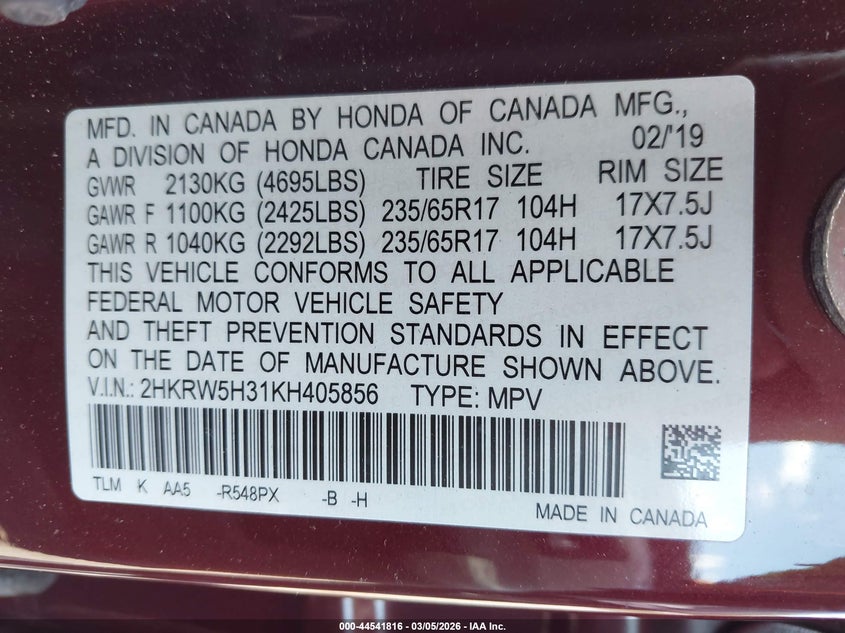 MFD. IN CANADA BY HONDA OF CANADA MFG.,
A DIVISION OF HONDA CANADA INC. 02/'19
GVWR 2130KG (4695LBS) TIRE SIZE RIM SIZE
GAWR F 1100KG (2425LBS) 235/65R17 104H 17X7.5J
GAWR R 1040KG (2292LBS) 235/65R17 104H 17X7.5J
THIS VEHICLE CONFORMS TO ALL APPLICABLE
FEDERAL MOTOR VEHICLE SAFETY
AND THEFT PREVENTION STANDARDS IN EFFECT
ON THE DATE OF MANUFACTURE SHOWN ABOVE.
V.I.N.: 2HKRW5H31KH405856 TYPE: MPV
TLM K AA5 -R548PX -B -H
MADE IN CANADA
000-44541816 - 03/05/2026 - IAA Inc.